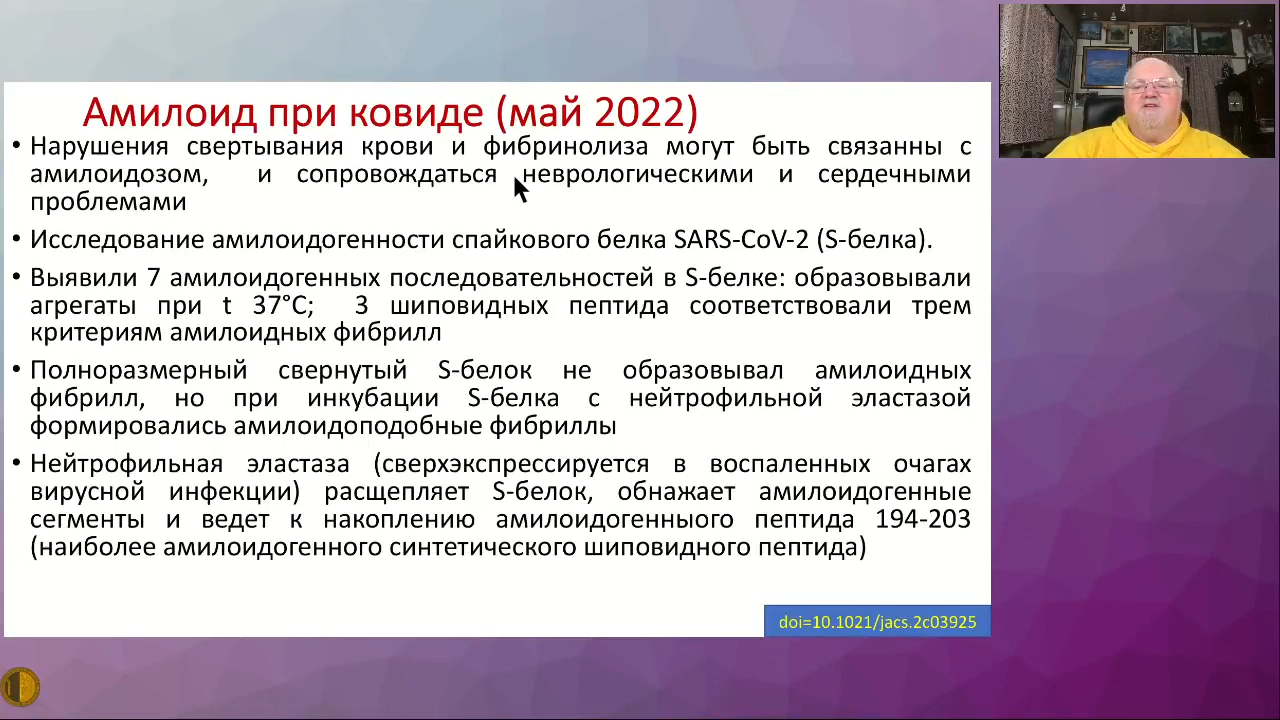 Амилоид при ковиде (май 2022)
• Нарушения свертывания крови и фибринолиза могут быть связанны с
амилоидозом, и сопровождаться неврологическими и сердечными
проблемами
• Исследование амилоидогенности спайкового белка SARS-CoV-2 (S-белка).
• Выявили 7 амилоидогенных последовательностей в S-белке: образовывали
агрегаты при t 37°C; 3 шиповидных пептида соответствовали трем
критериям амилоидных фибрилл
• Полноразмерный свернутый S-белок не образовывал амилоидных
фибрилл, но при инкубации S-белка с нейтрофильной эластазой
формировались амилоидоподобные фибриллы
• Нейтрофильная эластаза (сверхэкспрессируется в воспаленных очагах
вирусной инфекции) расщепляет S-белок, обнажает амилоидогенные
сегменты и ведет к накоплению амилоидогенныого пептида 194-203
(наиболее амилоидогенного синтетического шиповидного пептида)
doi=10.1021/jacs.2c03925